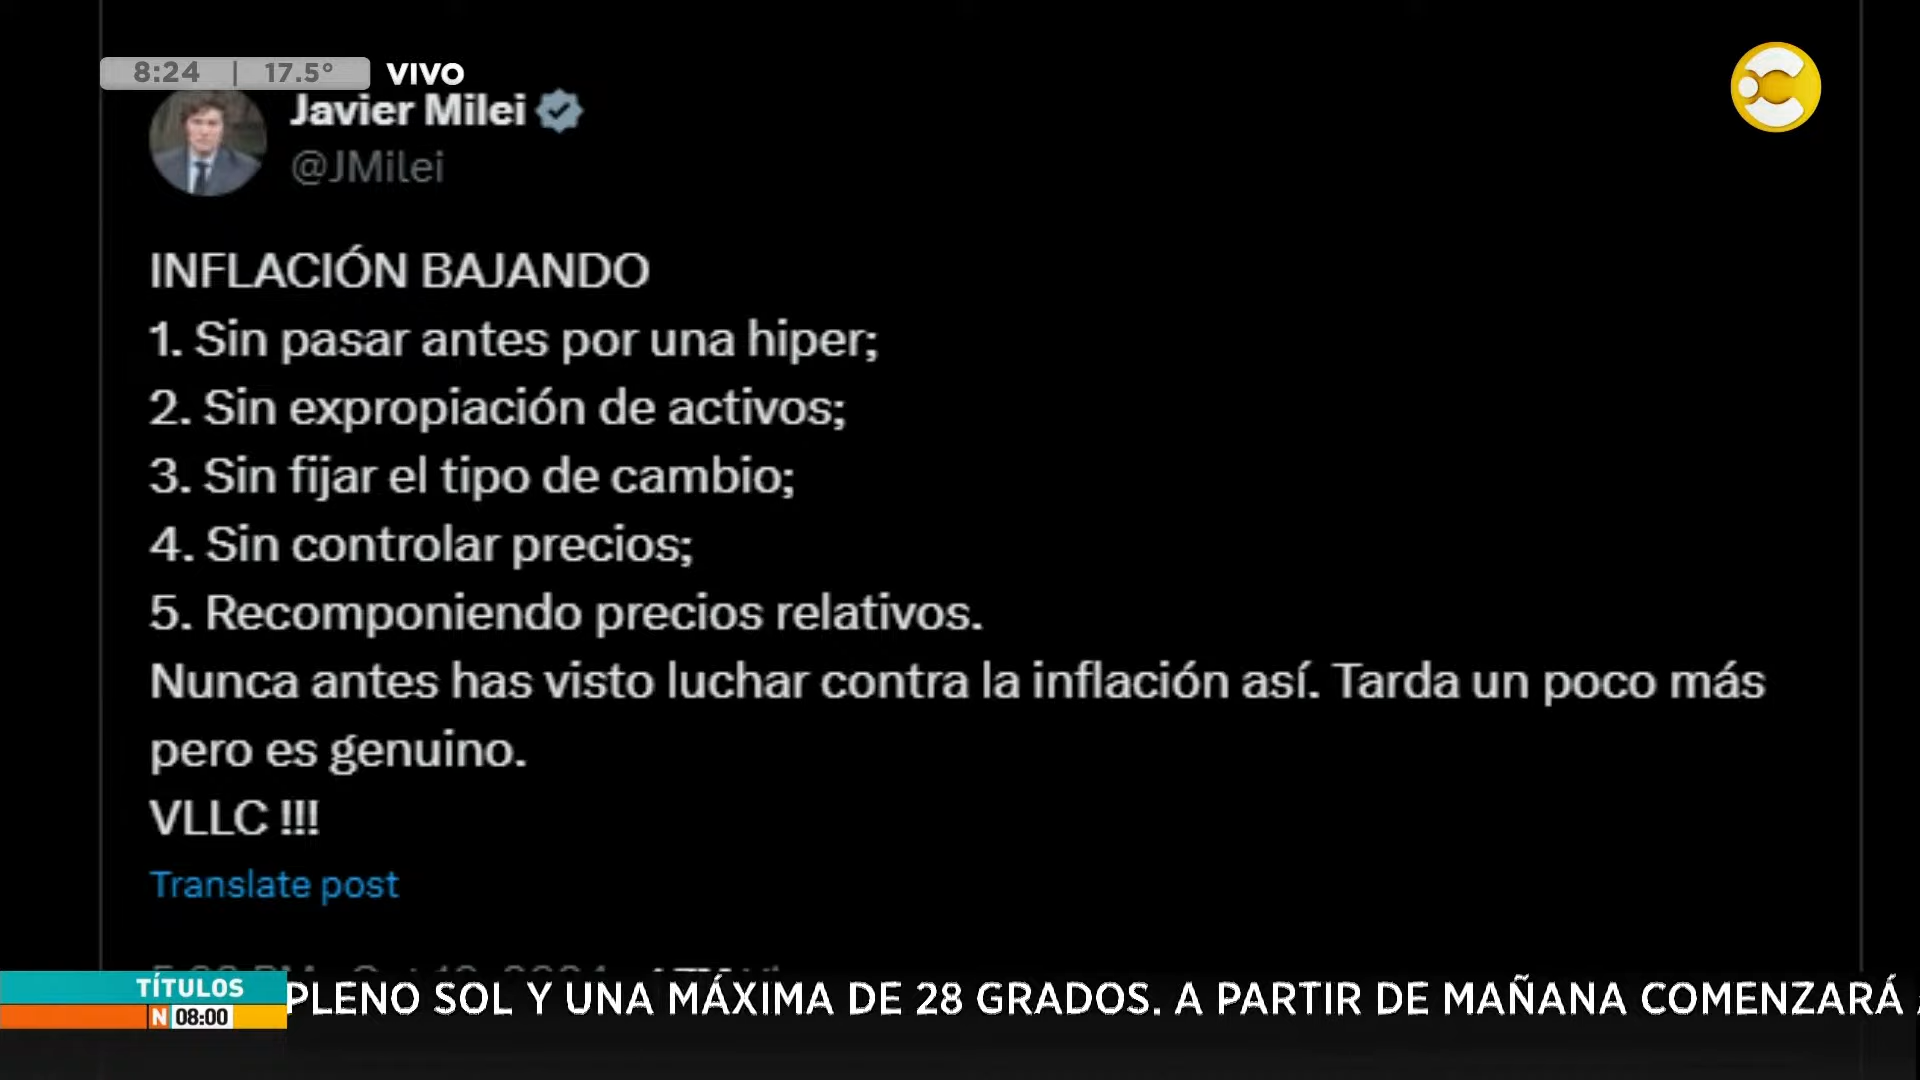 8:24 | 17.5° VIVO
Javier Milei
@JMilei
INFLACIÓN BAJANDO
1. Sin pasar antes por una hiper;
2. Sin expropiación de activos;
3. Sin fijar el tipo de cambio;
4. Sin controlar precios;
5. Recomponiendo precios relativos.
Nunca antes has visto luchar contra la inflación así. Tarda un poco más
pero es genuino.
VLLC !!!
Translate post
TÍTULOS
N 08:00
PLENO SOL Y UNA MÁXIMA DE 28 GRADOS. A PARTIR DE MAÑANA COMENZARÁ